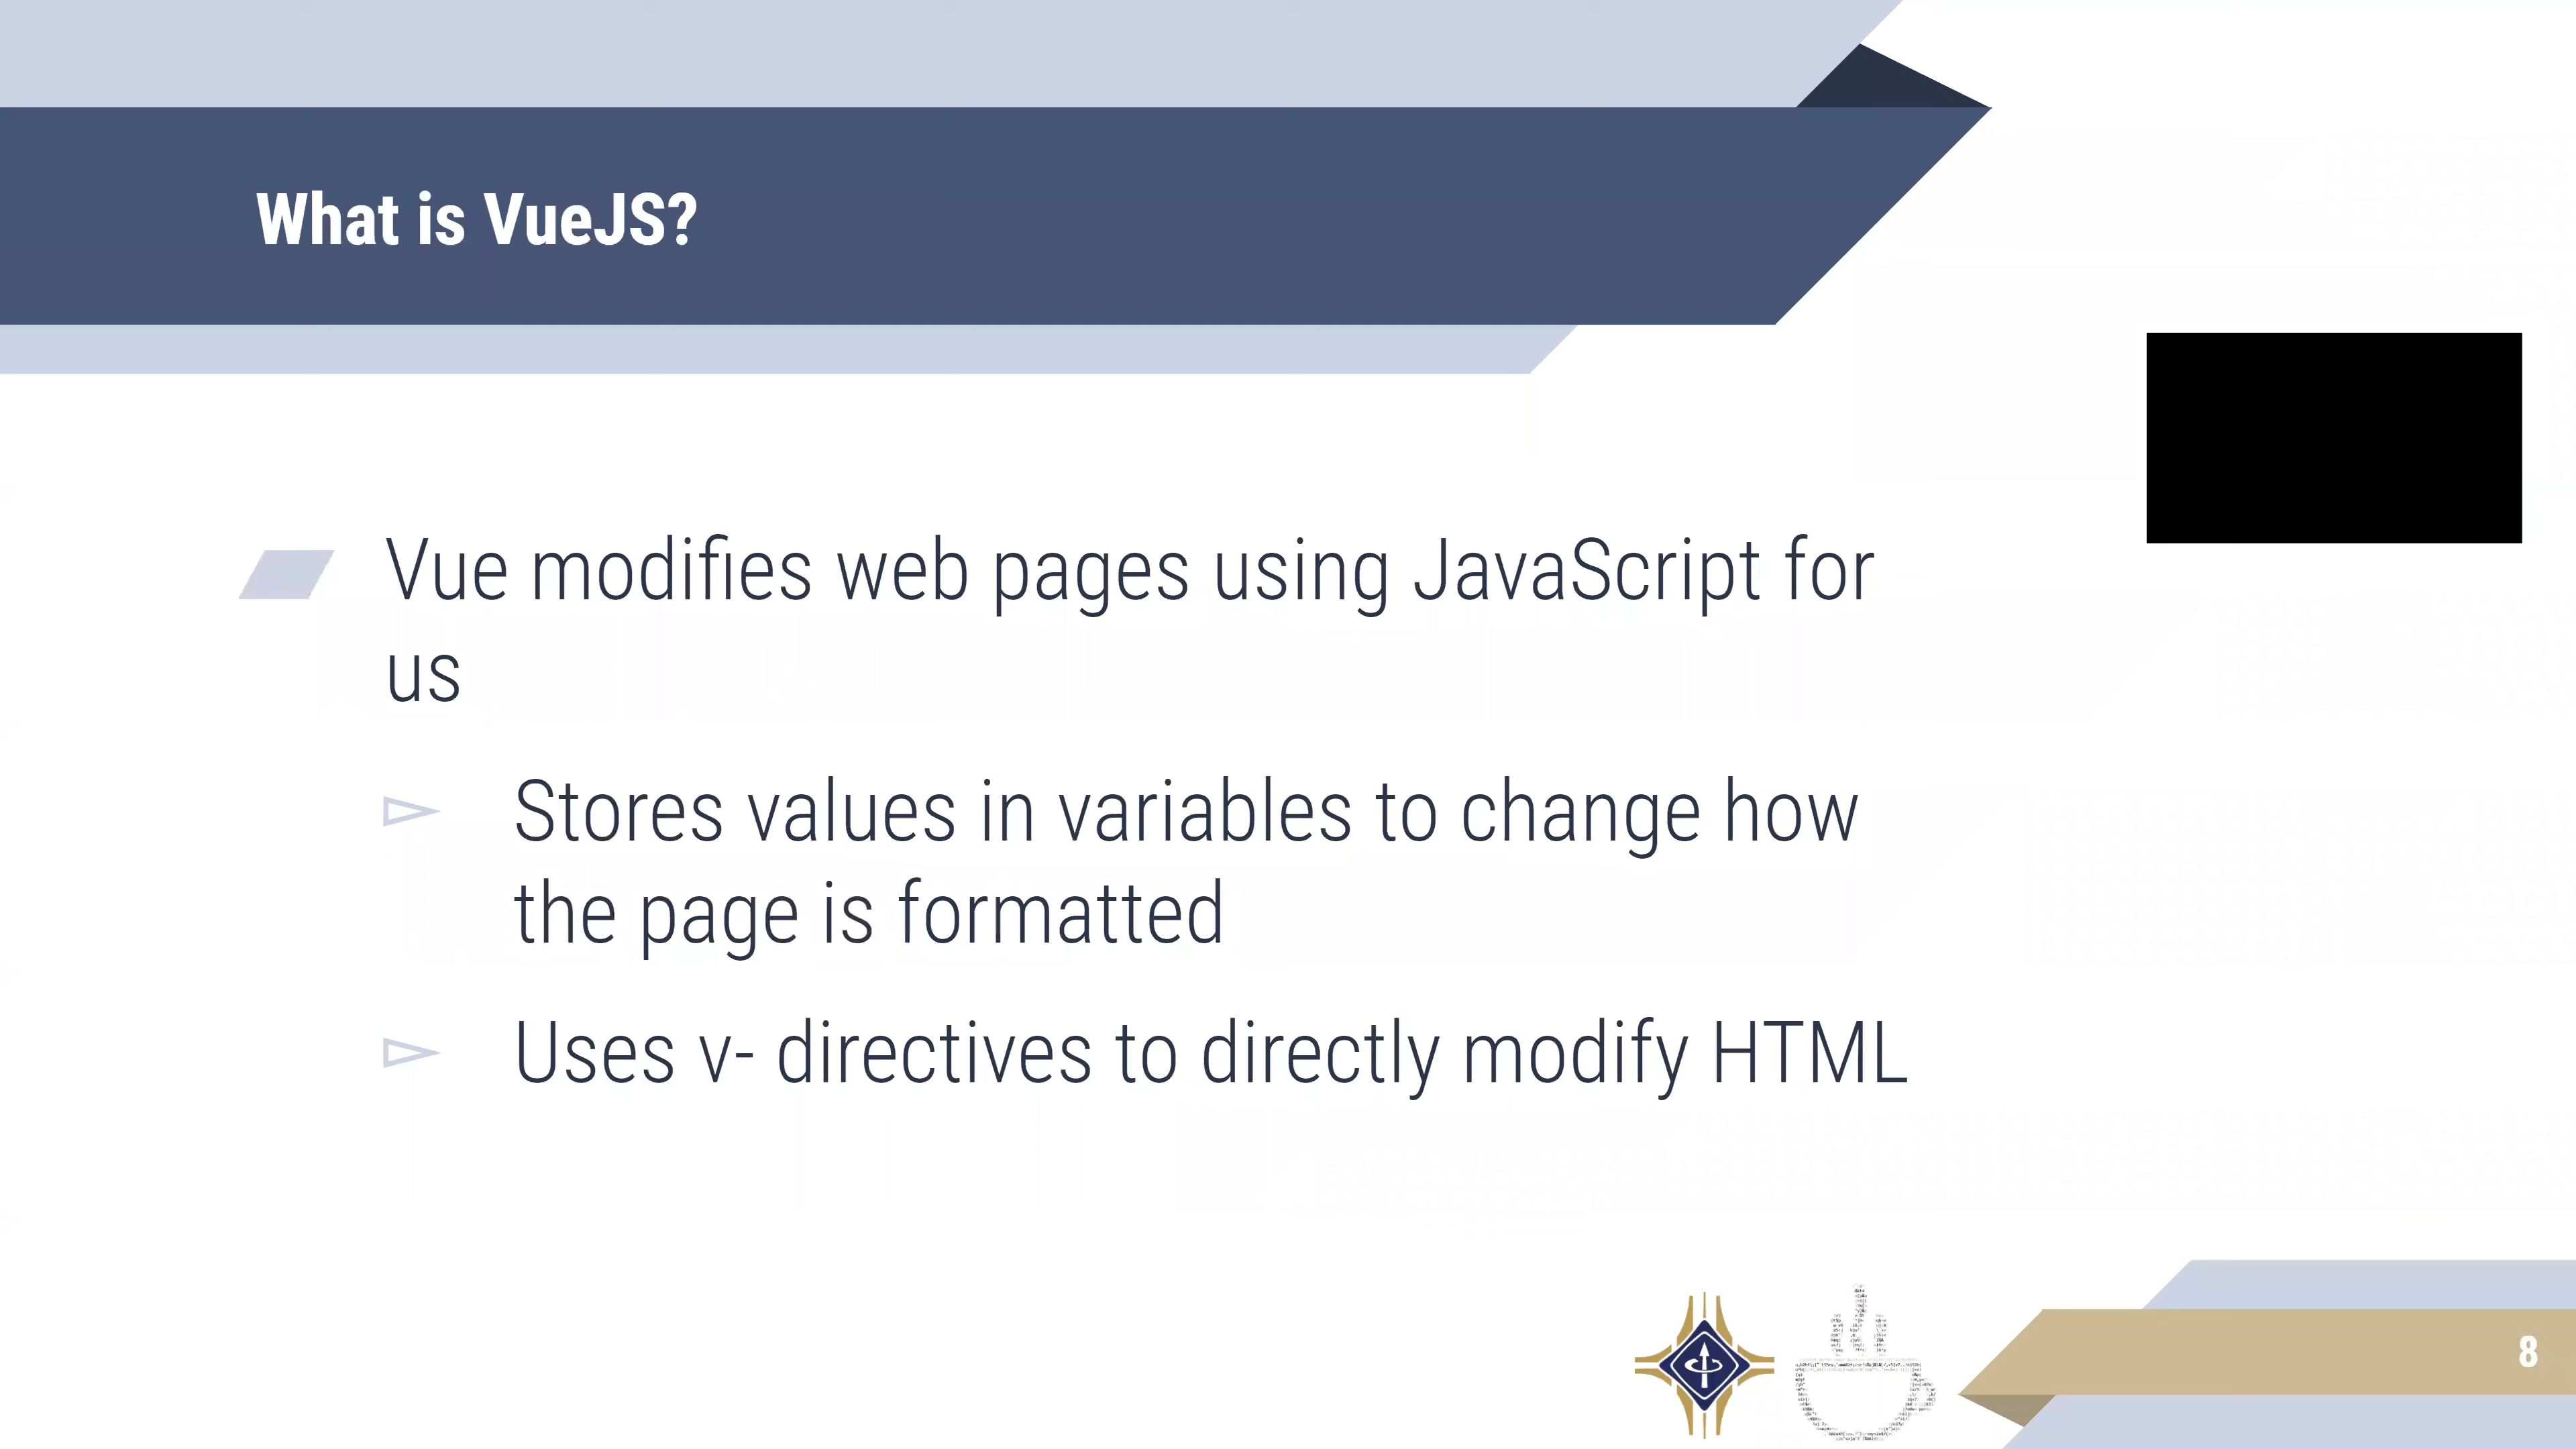 What is VueJS?
Vue modifies web pages using JavaScript for
us
Stores values in variables to change how
the page is formatted
Uses v- directives to directly modify HTML
8